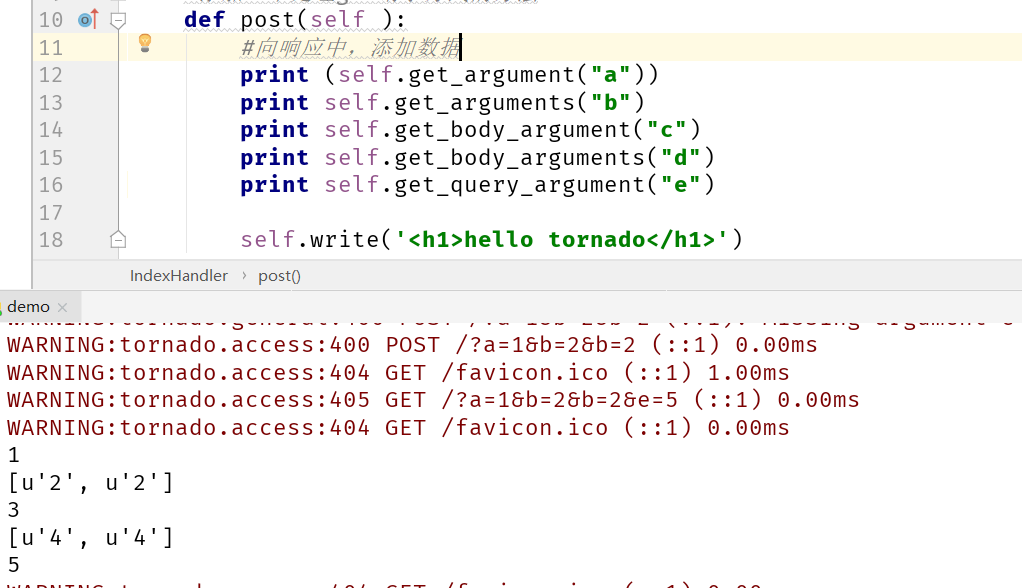 10 def post(self ):
11 #向响应中，添加数据
12 print (self.get_argument("a"))
13 print self.get_arguments("b")
14 print self.get_body_argument("c")
15 print self.get_body_arguments("d")
16 print self.get_query_argument("e")
17
18 self.write('<h1>hello tornado</h1>')
IndexHandler › post()
demo ×
WARNING:tornado.access:400 POST /?a=1&b=2&b=2 (::1) 0.00ms
WARNING:tornado.access:404 GET /favicon.ico (::1) 1.00ms
WARNING:tornado.access:405 GET /?a=1&b=2&b=2&e=5 (::1) 0.00ms
WARNING:tornado.access:404 GET /favicon.ico (::1) 0.00ms
1
[u'2', u'2']
3
[u'4', u'4']
5